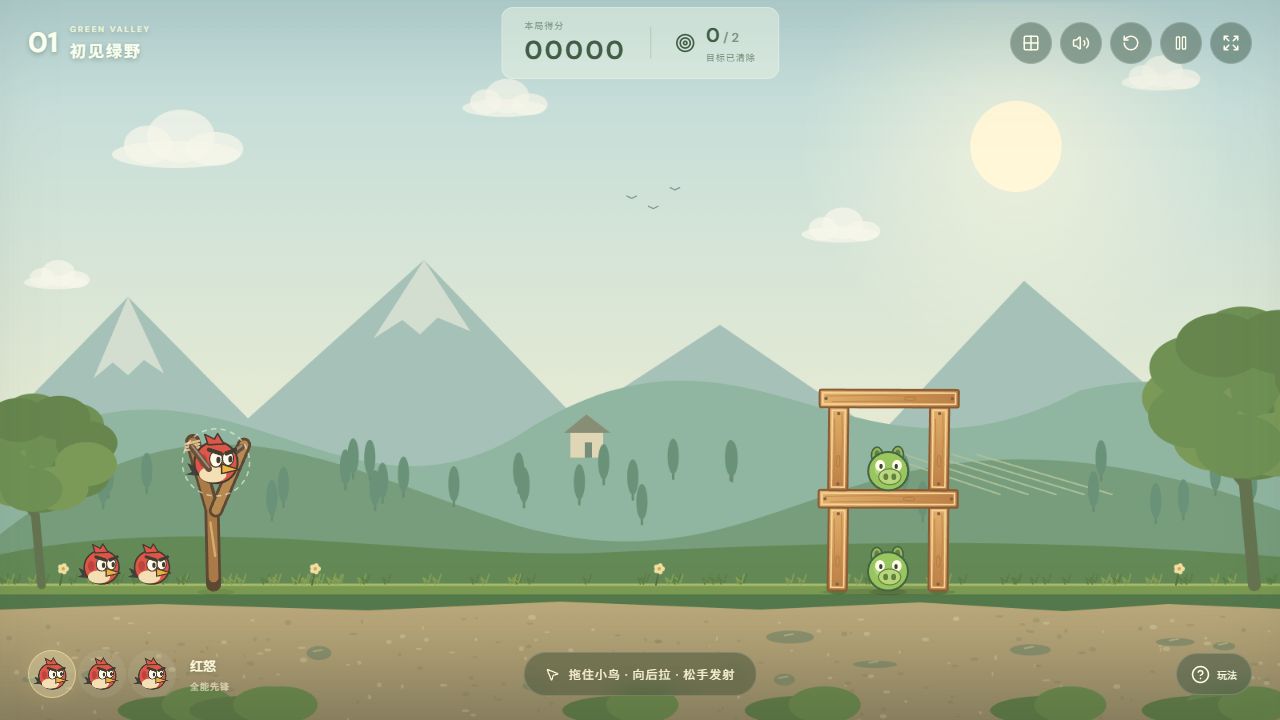 01
GREEN VALLEY
初见绿野
本局得分
00000
0 / 2
目标已清除
红怒
全能先锋
拖住小鸟 · 向后拉 · 松手发射
玩法